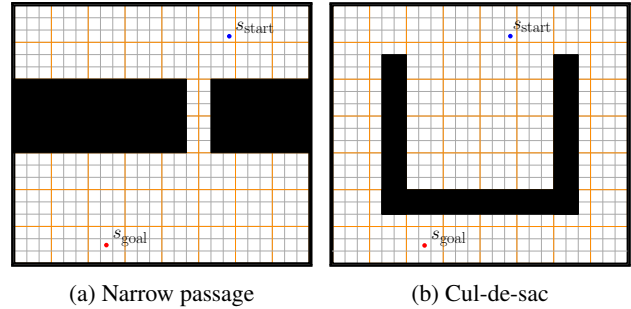 s_start
s_goal
(a) Narrow passage
s_start
s_goal
(b) Cul-de-sac